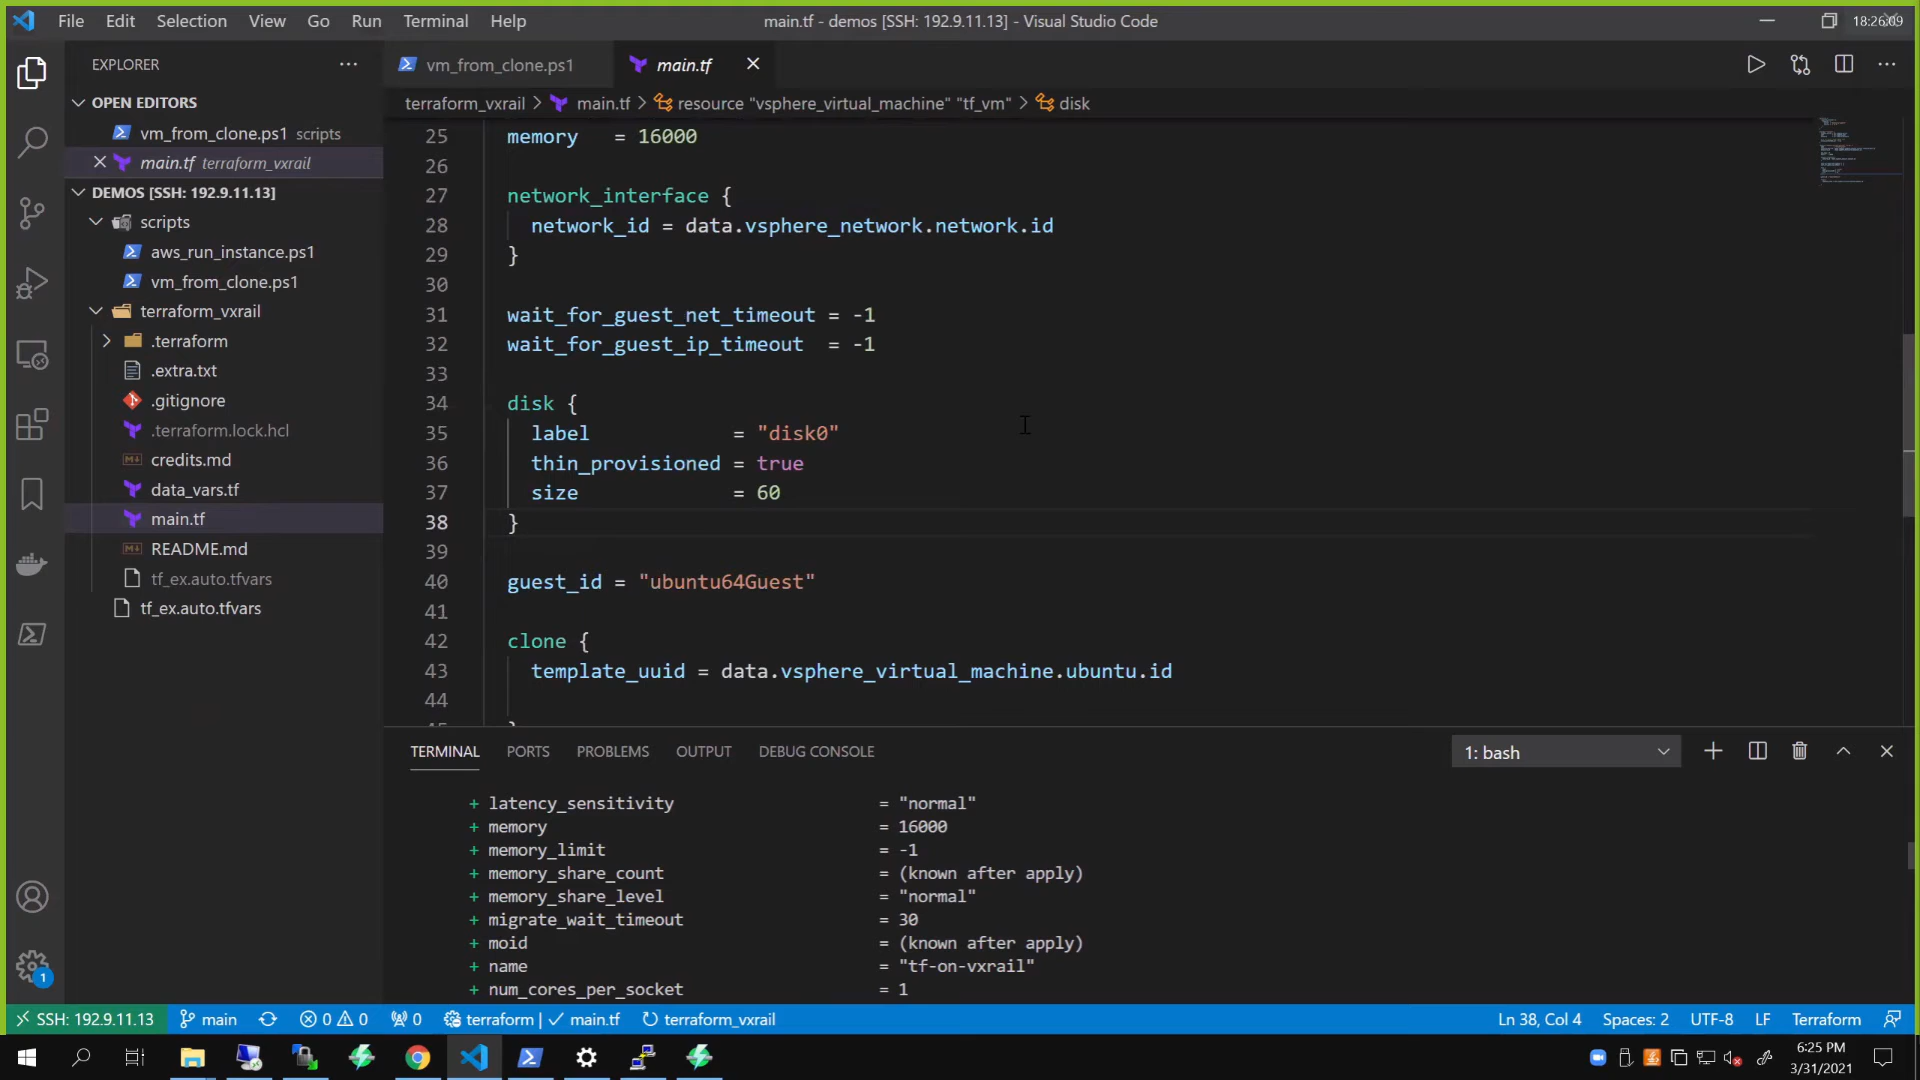 File Edit Selection View Go Run Terminal Help main.tf - demos [SSH: 192.9.11.13] - Visual Studio Code 18:26:09
EXPLORER
vm_from_clone.ps1 main.tf
OPEN EDITORS
vm_from_clone.ps1 scripts
main.tf terraform_vxrail
DEMOS [SSH: 192.9.11.13]
scripts
aws_run_instance.ps1
vm_from_clone.ps1
terraform_vxrail
.terraform
.extra.txt
.gitignore
.terraform.lock.hcl
credits.md
data_vars.tf
main.tf
README.md
tf_ex.auto.tfvars
tf_ex.auto.tfvars
terraform_vxrail > main.tf > resource "vsphere_virtual_machine" "tf_vm" > disk
25 memory = 16000
26
27 network_interface {
28 network_id = data.vsphere_network.network.id
29 }
30
31 wait_for_guest_net_timeout = -1
32 wait_for_guest_ip_timeout = -1
33
34 disk {
35 label = "disk0"
36 thin_provisioned = true
37 size = 60
38 }
39
40 guest_id = "ubuntu64Guest"
41
42 clone {
43 template_uuid = data.vsphere_virtual_machine.ubuntu.id
44
TERMINAL PORTS PROBLEMS OUTPUT DEBUG CONSOLE 1: bash
+ latency_sensitivity = "normal"
+ memory = 16000
+ memory_limit = -1
+ memory_share_count = (known after apply)
+ memory_share_level = "normal"
+ migrate_wait_timeout = 30
+ moid = (known after apply)
+ name = "tf-on-vxrail"
+ num_cores_per_socket = 1
1
SSH: 192.9.11.13 main 0 0 0 terraform | main.tf terraform_vxrail Ln 38, Col 4 Spaces: 2 UTF-8 LF Terraform
6:25 PM
3/31/2021